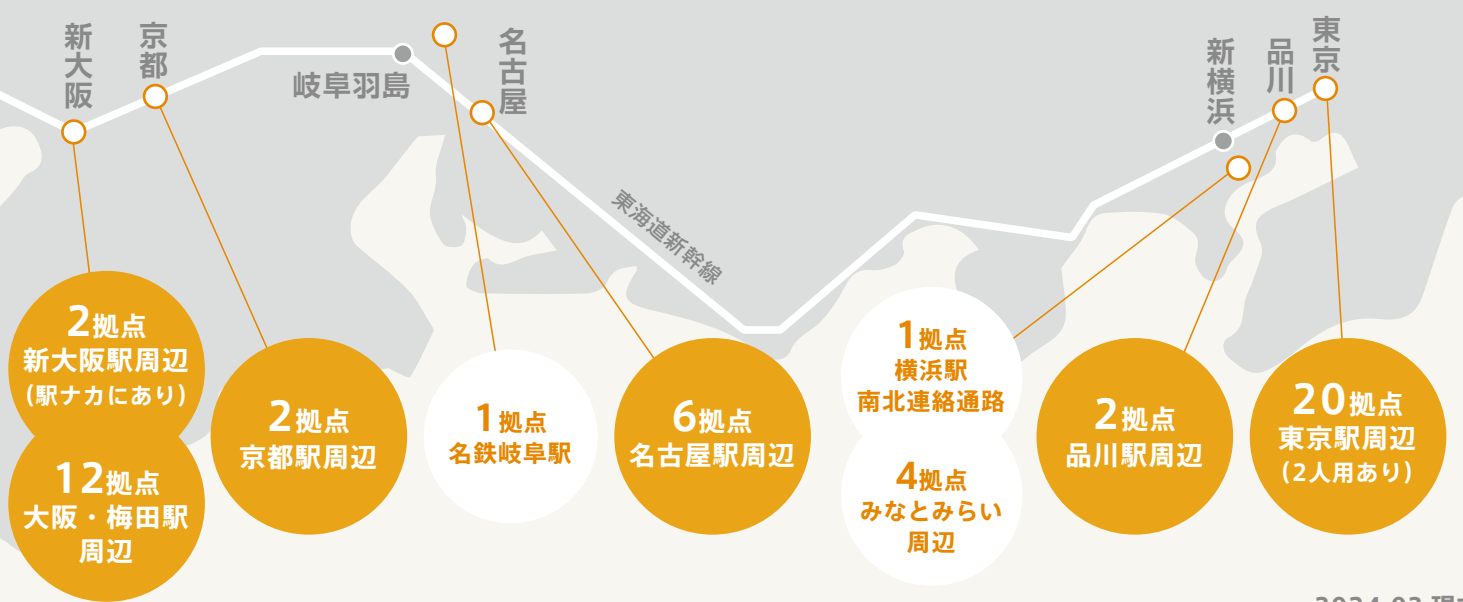 新大阪
京都
岐阜羽島
名古屋
東海道新幹線
新横浜
品川
東京
2拠点
新大阪駅周辺
(駅ナカにあり)
12拠点
大阪・梅田駅
周辺
2拠点
京都駅周辺
1拠点
名鉄岐阜駅
6拠点
名古屋駅周辺
1拠点
横浜駅
南北連絡通路
4拠点
みなとみらい
周辺
2拠点
品川駅周辺
20拠点
東京駅周辺
(2人用あり)